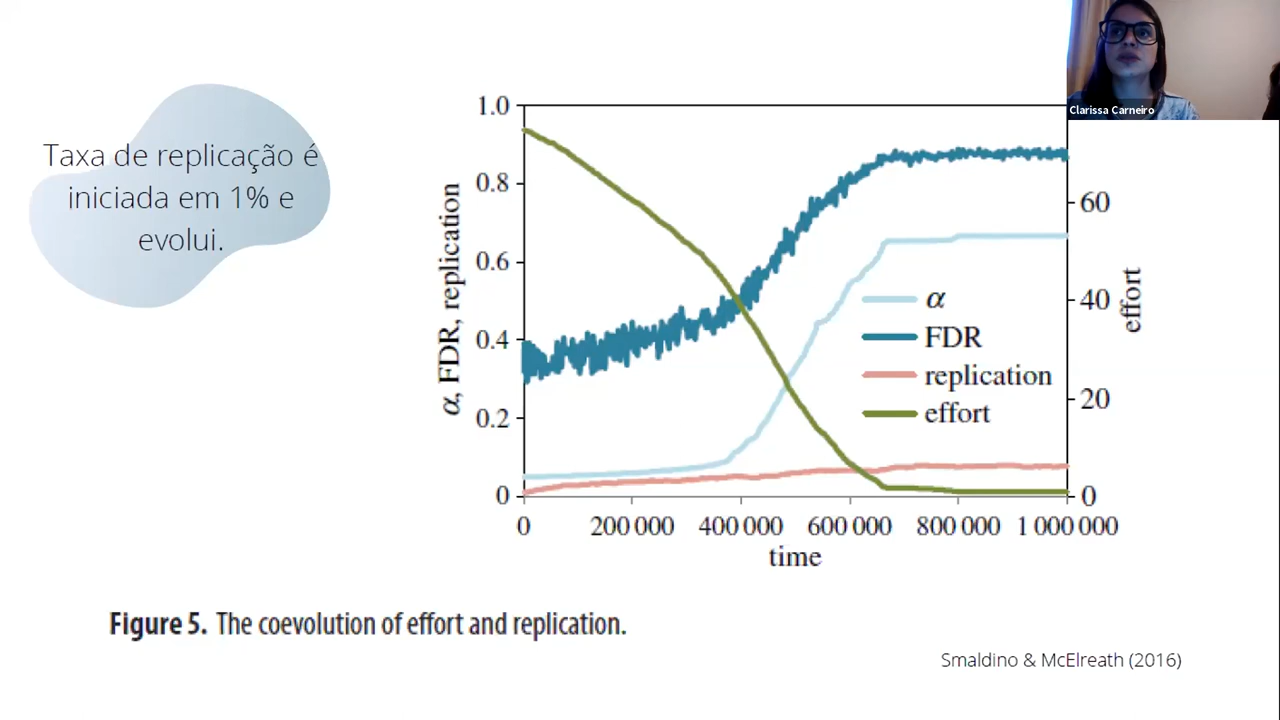 Clarissa Carneiro
Taxa de replicação é
iniciada em 1% e
evolui.
α, FDR, replication
1.0
0.8
0.6
0.4
0.2
0
60
40
20
0
effort
α
FDR
replication
effort
0 200 000 400 000 600 000 800 000 1 000 000
time
Figure 5. The coevolution of effort and replication.
Smaldino & McElreath (2016)